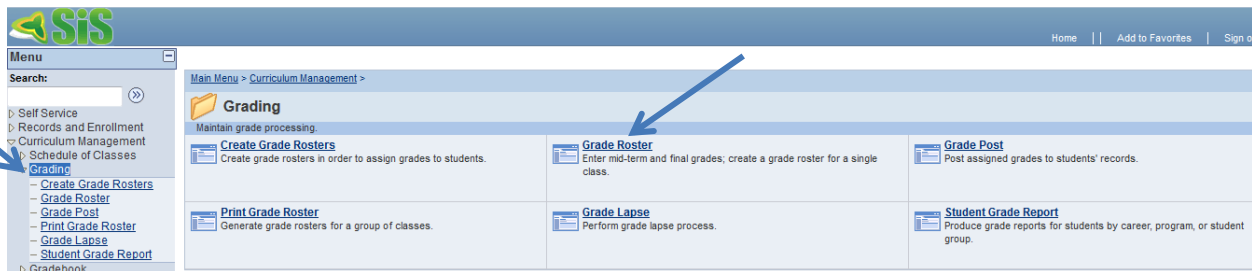 SiS
Home || Add to Favorites | Sign o
Menu
Search:
Self Service
Records and Enrollment
Curriculum Management
Schedule of Classes
Grading
– Create Grade Rosters
– Grade Roster
– Grade Post
– Print Grade Roster
– Grade Lapse
– Student Grade Report
Gradebook
Main Menu > Curriculum Management >
Grading
Maintain grade processing.
Create Grade Rosters
Create grade rosters in order to assign grades to students.
Grade Roster
Enter mid-term and final grades; create a grade roster for a single
class.
Grade Post
Post assigned grades to students' records.
Print Grade Roster
Generate grade rosters for a group of classes.
Grade Lapse
Perform grade lapse process.
Student Grade Report
Produce grade reports for students by career, program, or student
group.